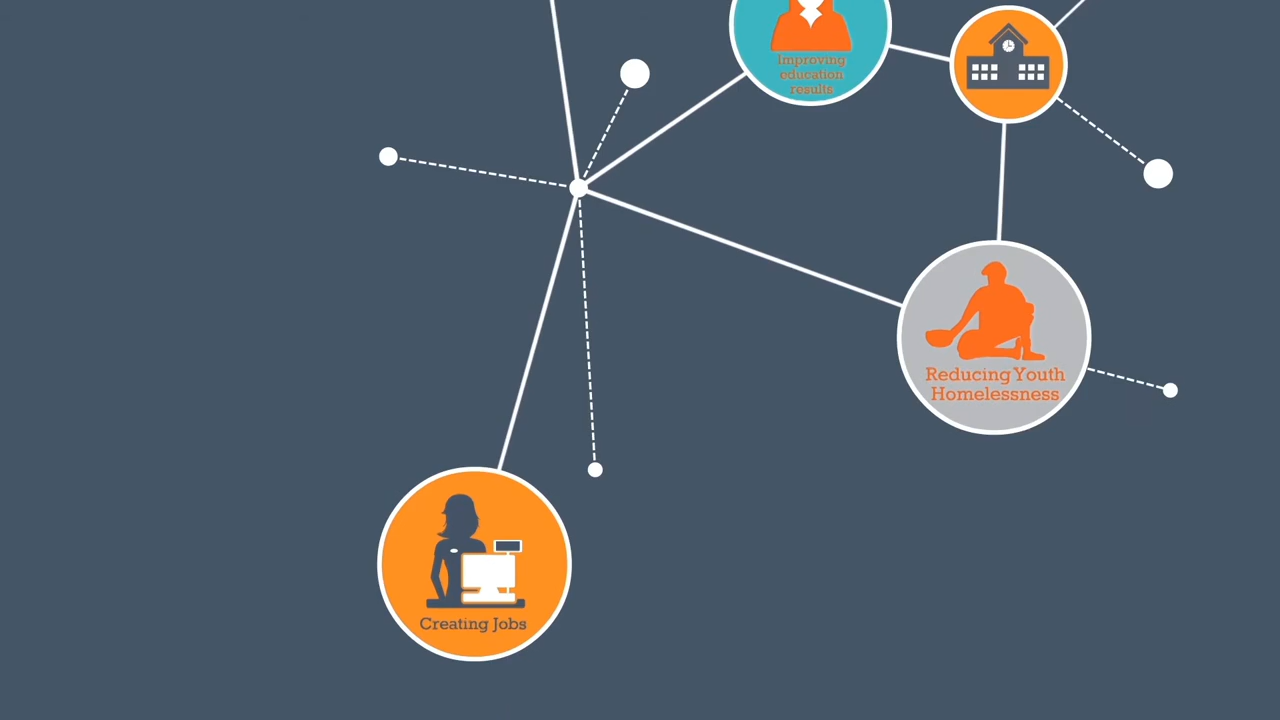 Improving
education
results
Reducing Youth
Homelessness
Creating Jobs